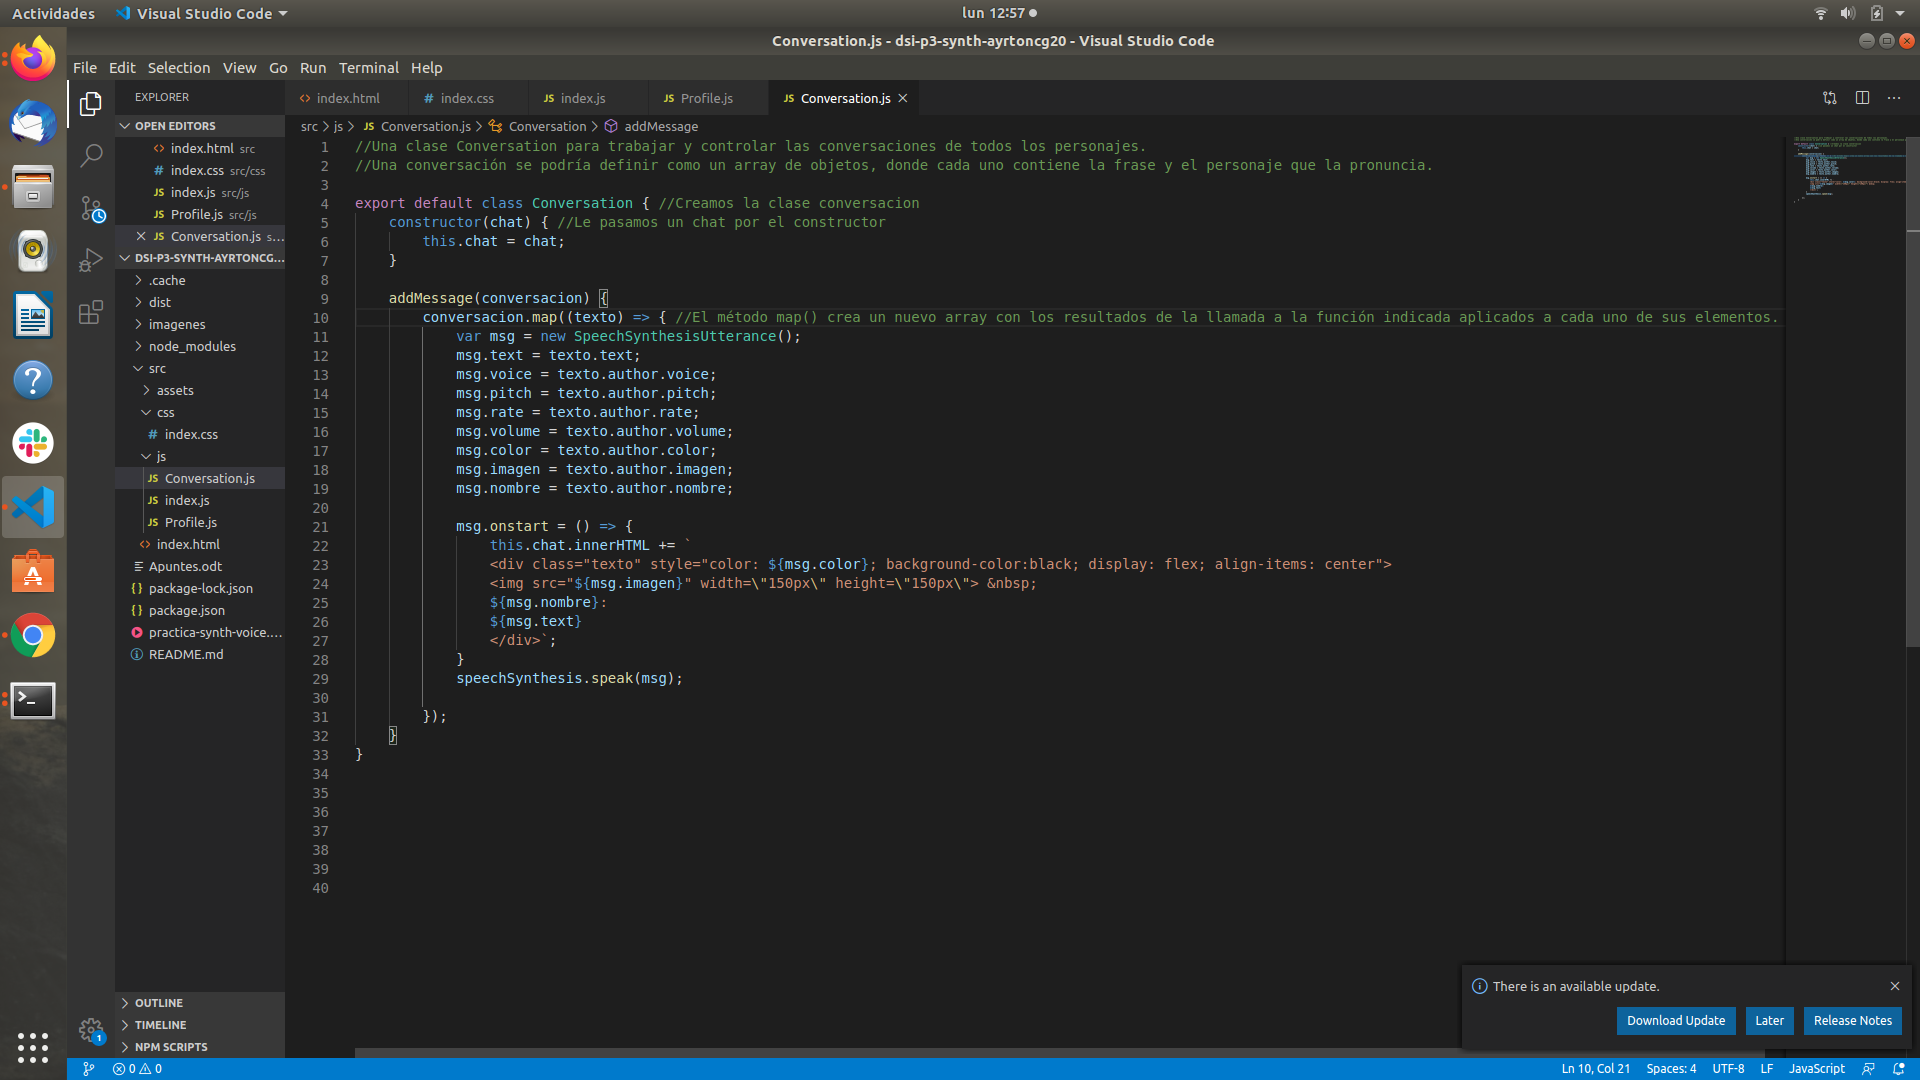 Actividades
Visual Studio Code
lun 12:57
Conversation.js - dsi-p3-synth-ayrtoncg20 - Visual Studio Code
File Edit Selection View Go Run Terminal Help
EXPLORER
OPEN EDITORS
index.html src
index.css src/css
index.js src/js
Profile.js src/js
Conversation.js s...
DSI-P3-SYNTH-AYRTONCG...
.cache
dist
imagenes
node_modules
src
assets
css
index.css
js
Conversation.js
index.js
Profile.js
index.html
Apuntes.odt
package-lock.json
package.json
practica-synth-voice....
README.md
OUTLINE
TIMELINE
NPM SCRIPTS
index.html
index.css
index.js
Profile.js
Conversation.js
src > js > JS Conversation.js > Conversation > addMessage
1 //Una clase Conversation para trabajar y controlar las conversaciones de todos los personajes.
2 //Una conversación se podría definir como un array de objetos, donde cada uno contiene la frase y el personaje que la pronuncia.
3
4 export default class Conversation { //Creamos la clase conversacion
5 constructor(chat) { //Le pasamos un chat por el constructor
6 this.chat = chat;
7 }
8
9 addMessage(conversacion) {
10 conversacion.map((texto) => { //El método map() crea un nuevo array con los resultados de la llamada a la función indicada aplicados a cada uno de sus elementos.
11 var msg = new SpeechSynthesisUtterance();
12 msg.text = texto.text;
13 msg.voice = texto.author.voice;
14 msg.pitch = texto.author.pitch;
15 msg.rate = texto.author.rate;
16 msg.volume = texto.author.volume;
17 msg.color = texto.author.color;
18 msg.imagen = texto.author.imagen;
19 msg.nombre = texto.author.nombre;
20
21 msg.onstart = () => {
22 this.chat.innerHTML += `
23 <div class="texto" style="color: ${msg.color}; background-color:black; display: flex; align-items: center">
24 <img src="${msg.imagen}" width=\"150px\" height=\"150px\"> &nbsp;
25 ${msg.nombre}:
26 ${msg.text}
27 </div>`;
28 }
29 speechSynthesis.speak(msg);
30
31 });
32 }
33 }
34
35
36
37
38
39
40
There is an available update.
Download Update
Later
Release Notes
0 0
Ln 10, Col 21
Spaces: 4
UTF-8
LF
JavaScript